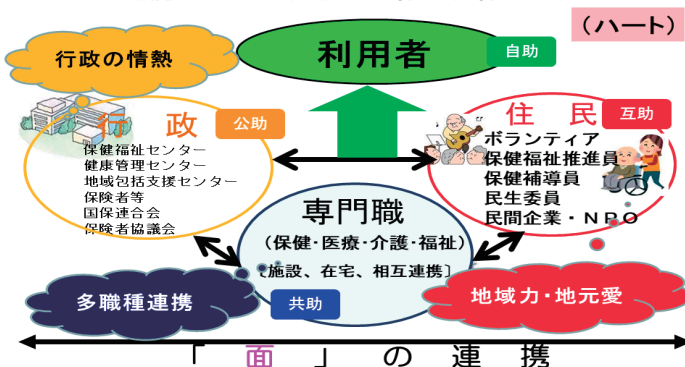 （ハート）
行政の情熱
利用者
自助
行　政
公助
保健福祉センター
健康管理センター
地域包括支援センター
保険者等
国保連合会
保険者協議会
住　民
互助
ボランティア
保健福祉推進員
保健補導員
民生委員
民間企業・ＮＰＯ
専門職
（保健・医療・介護・福祉）
［施設、在宅、相互連携］
共助
多職種連携
地域力・地元愛
「　面　」　の　連　携